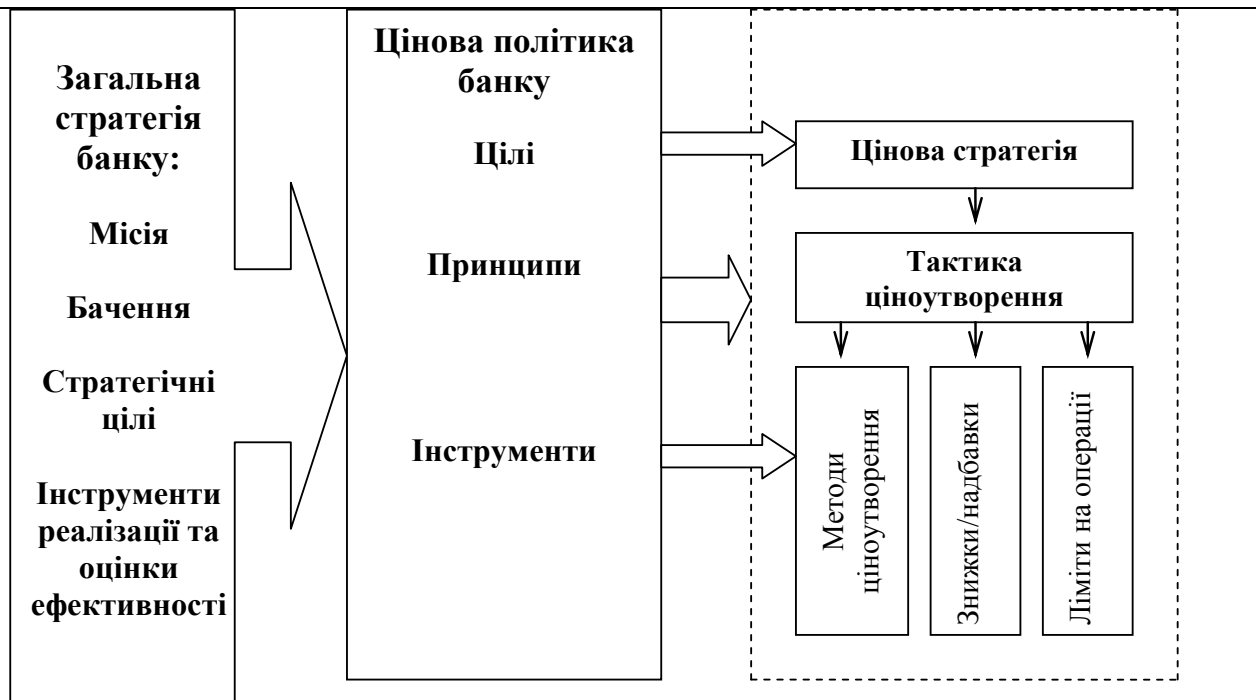 Загальна
стратегія
банку:
Місія
Бачення
Стратегічні
цілі
Інструменти
реалізації та
оцінки
ефективності
Цінова політика
банку
Цілі
Принципи
Інструменти
Цінова стратегія
Тактика
ціноутворення
Методи
ціноутворення
Знижки/надбавки
Ліміти на операції